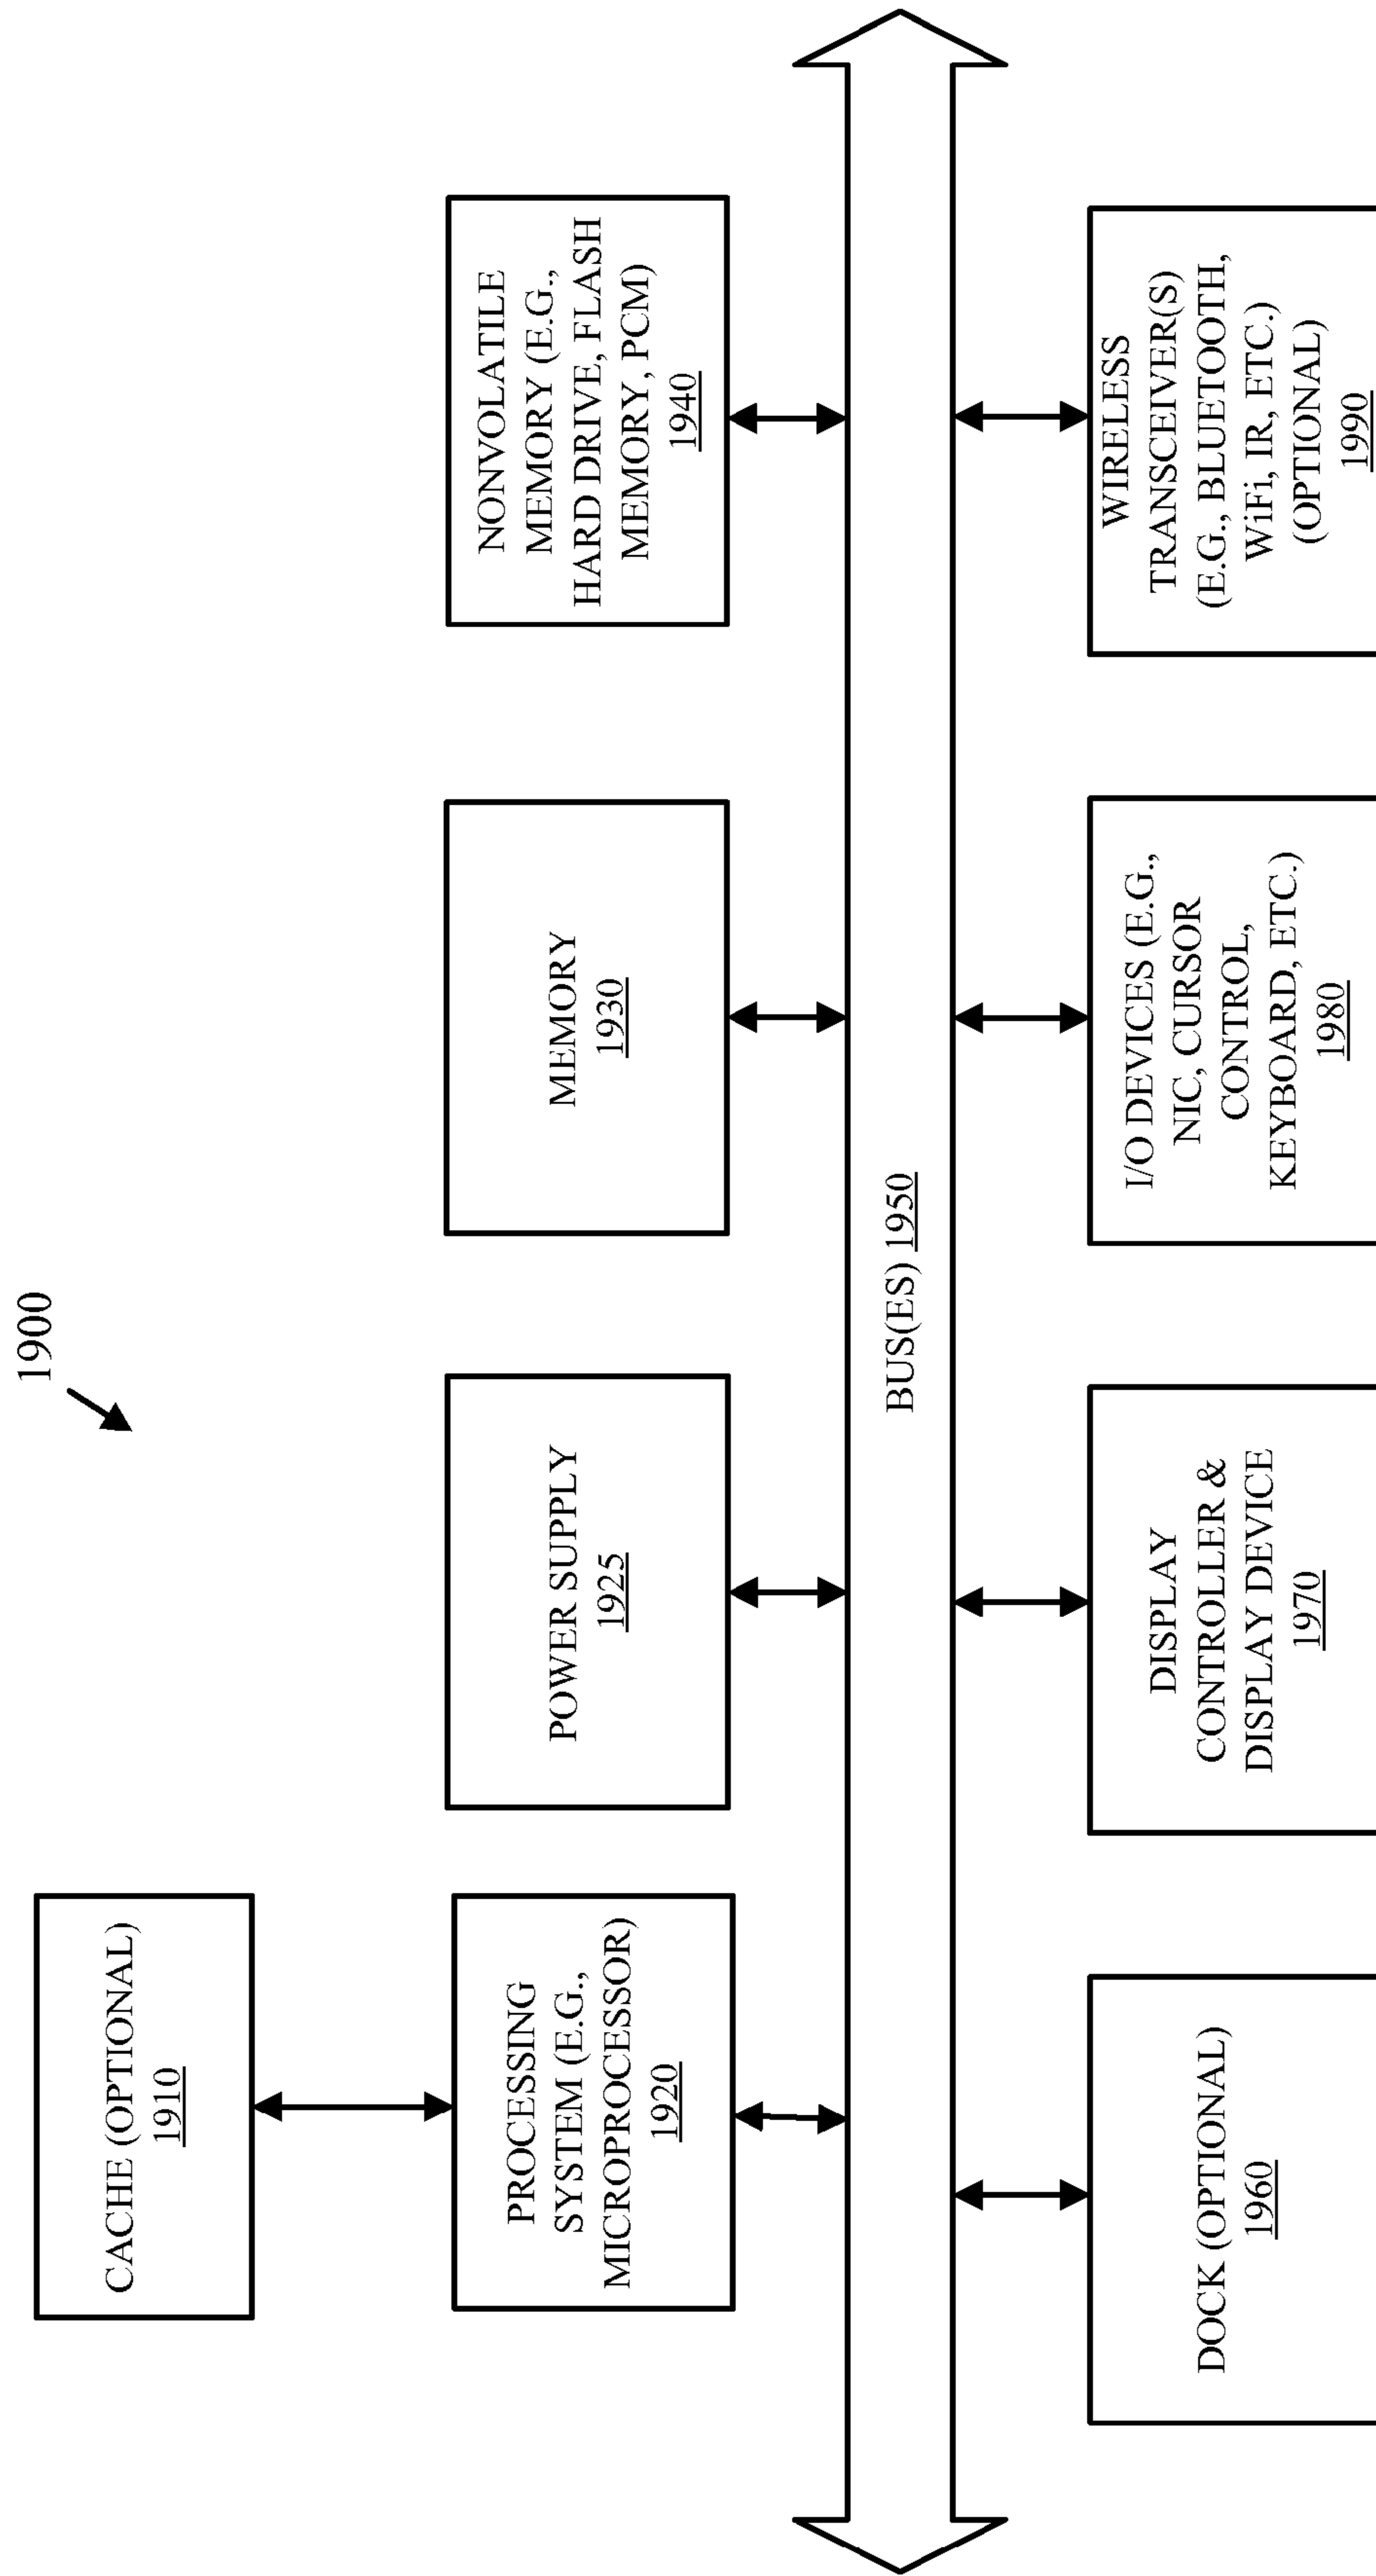 1900
CACHE (OPTIONAL)
1910
PROCESSING
SYSTEM (E.G.,
MICROPROCESSOR)
1920
POWER SUPPLY
1925
MEMORY
1930
NONVOLATILE
MEMORY (E.G.,
HARD DRIVE, FLASH
MEMORY, PCM)
1940
BUS(ES) 1950
DOCK (OPTIONAL)
1960
DISPLAY
CONTROLLER &
DISPLAY DEVICE
1970
I/O DEVICES (E.G.,
NIC, CURSOR
CONTROL,
KEYBOARD, ETC.)
1980
WIRELESS
TRANSCEIVER(S)
(E.G., BLUETOOTH,
WiFi, IR, ETC.)
(OPTIONAL)
1990